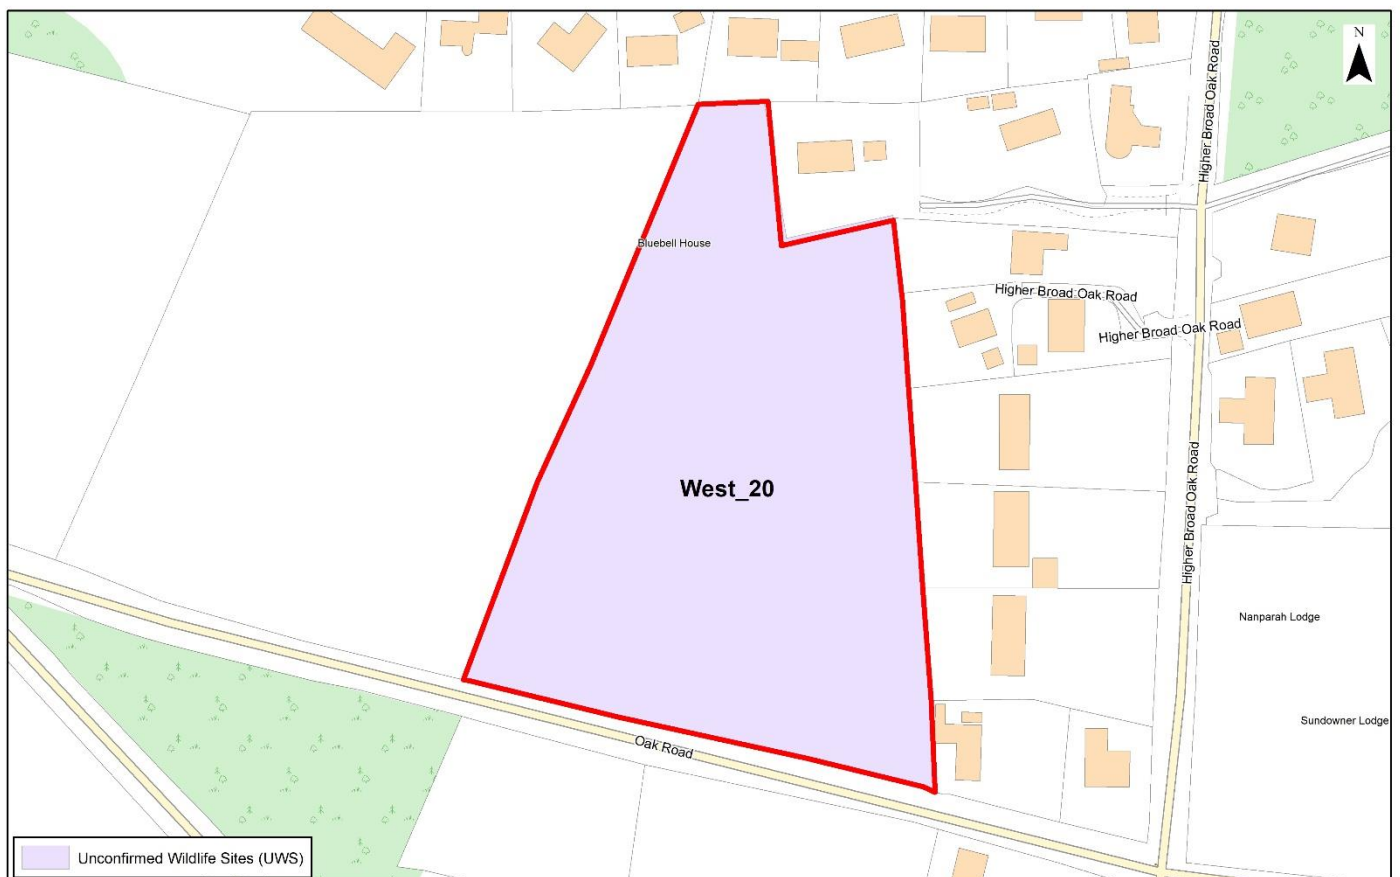 N
Higher Broad Oak Road
Bluebell House
Higher Broad Oak Road
Higher Broad Oak Road
West_20
Higher Broad Oak Road
Nanparah Lodge
Sundowner Lodge
Oak Road
Unconfirmed Wildlife Sites (UWS)